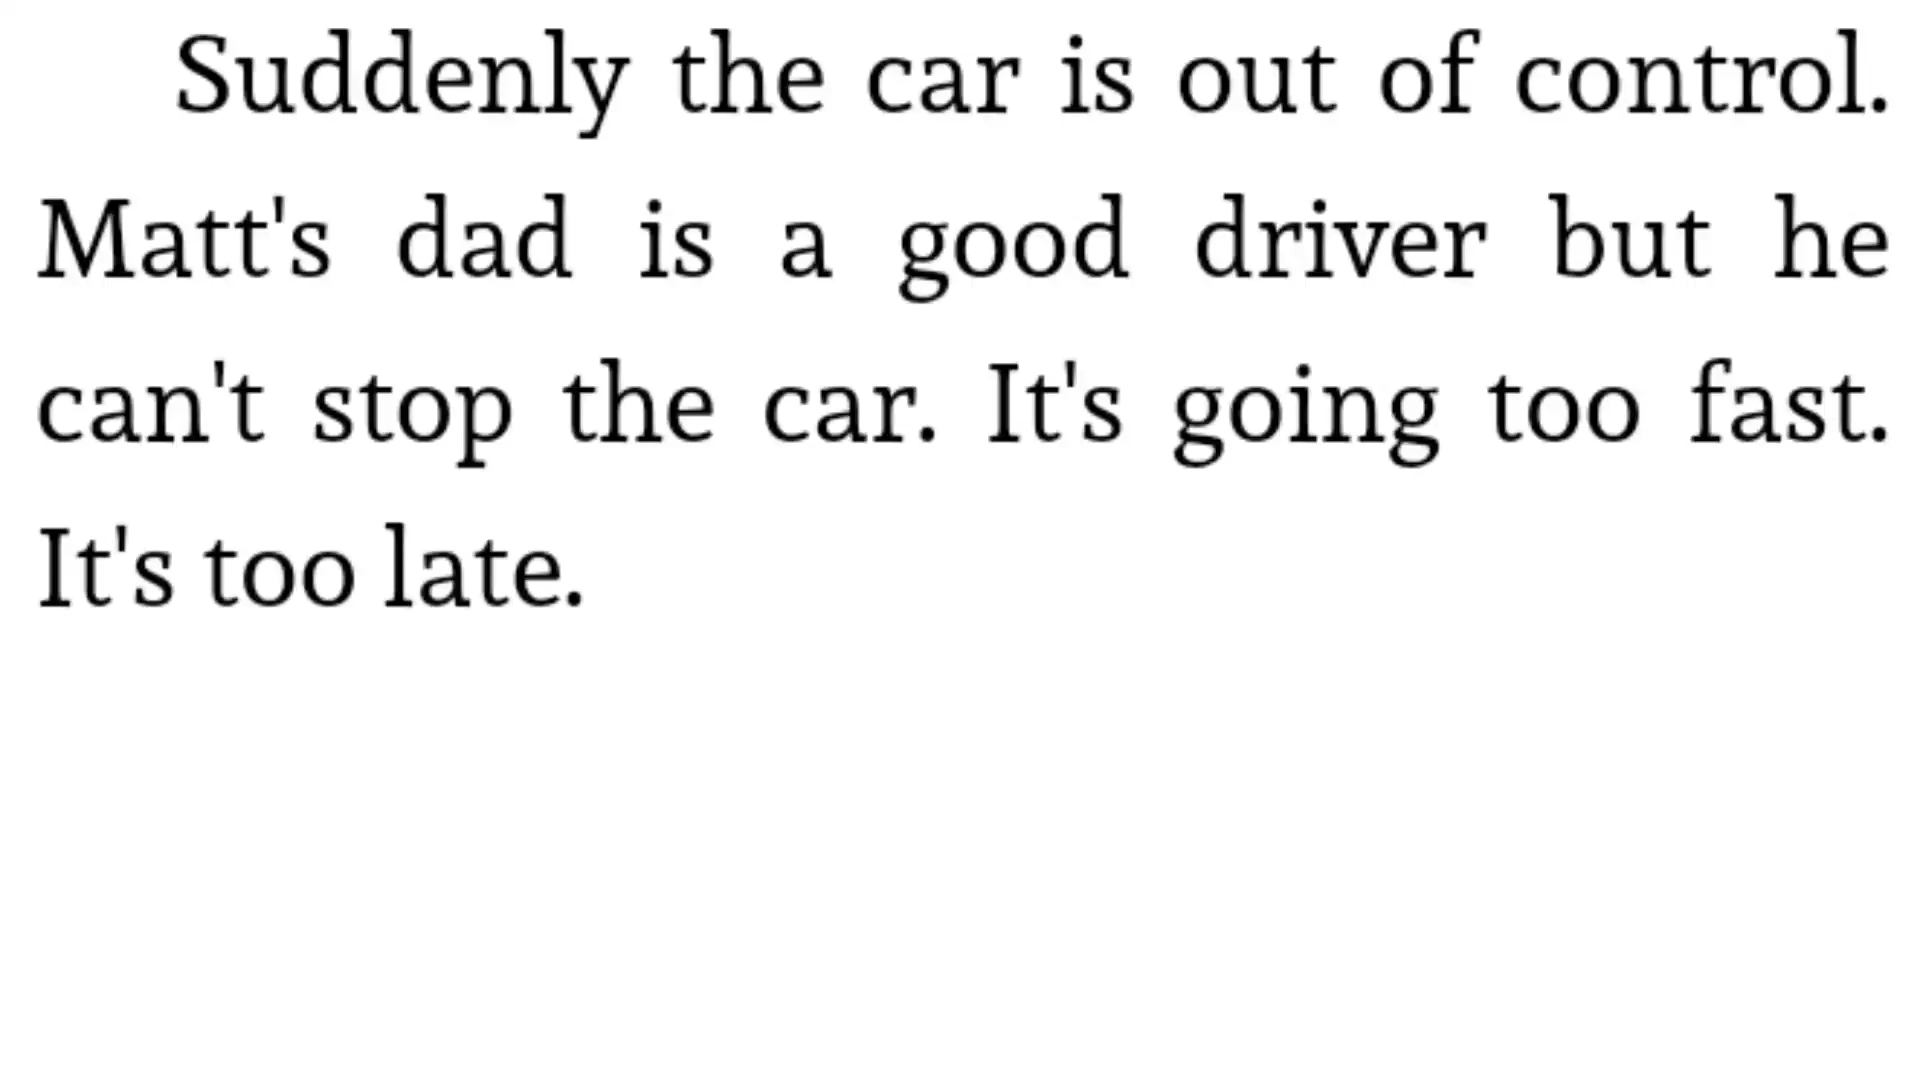 Suddenly the car is out of control.
Matt's dad is a good driver but he
can't stop the car. It's going too fast.
It's too late.